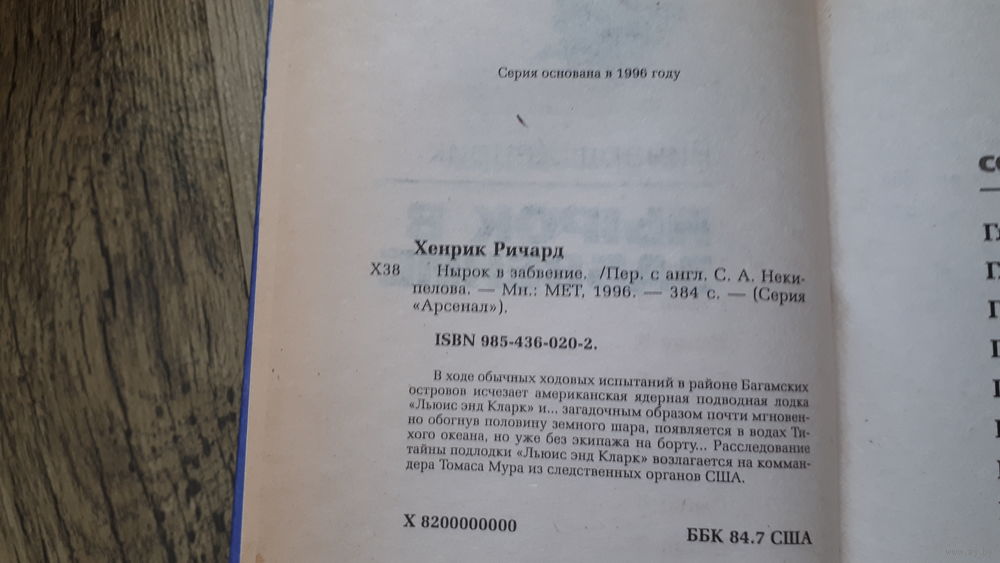 Серия основана в 1996 году
Хенрик Ричард
Х38 Нырок в забвение. /Пер. с англ. С. А. Неки-
пелова. — Мн.: МЕТ, 1996. — 384 с. — (Серия
«Арсенал»).
ISBN 985-436-020-2.
В ходе обычных ходовых испытаний в районе Багамских
островов исчезает американская ядерная подводная лодка
«Льюис энд Кларк» и... загадочным образом почти мгновен-
но обогнув половину земного шара, появляется в водах Ти-
хого океана, но уже без экипажа на борту... Расследование
тайны подлодки «Льюис энд Кларк» возлагается на комман-
дера Томаса Мура из следственных органов США.
Х 8200000000
ББК 84.7 США